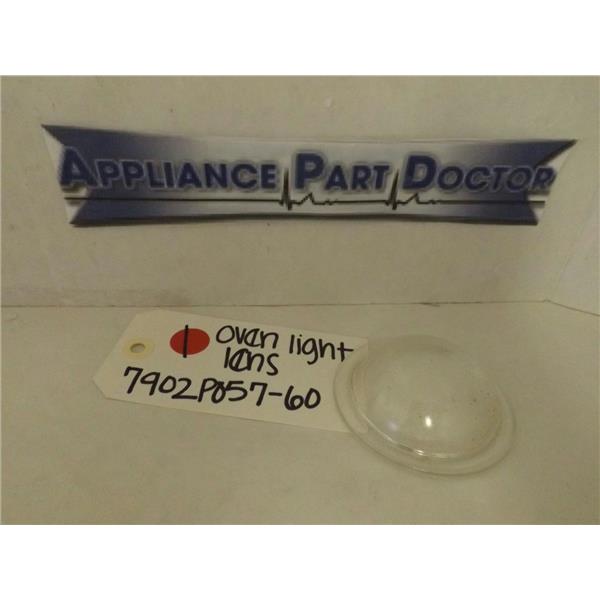 APPLIANCE PART DOCTOR
1 oven light
lens
7902P057-60